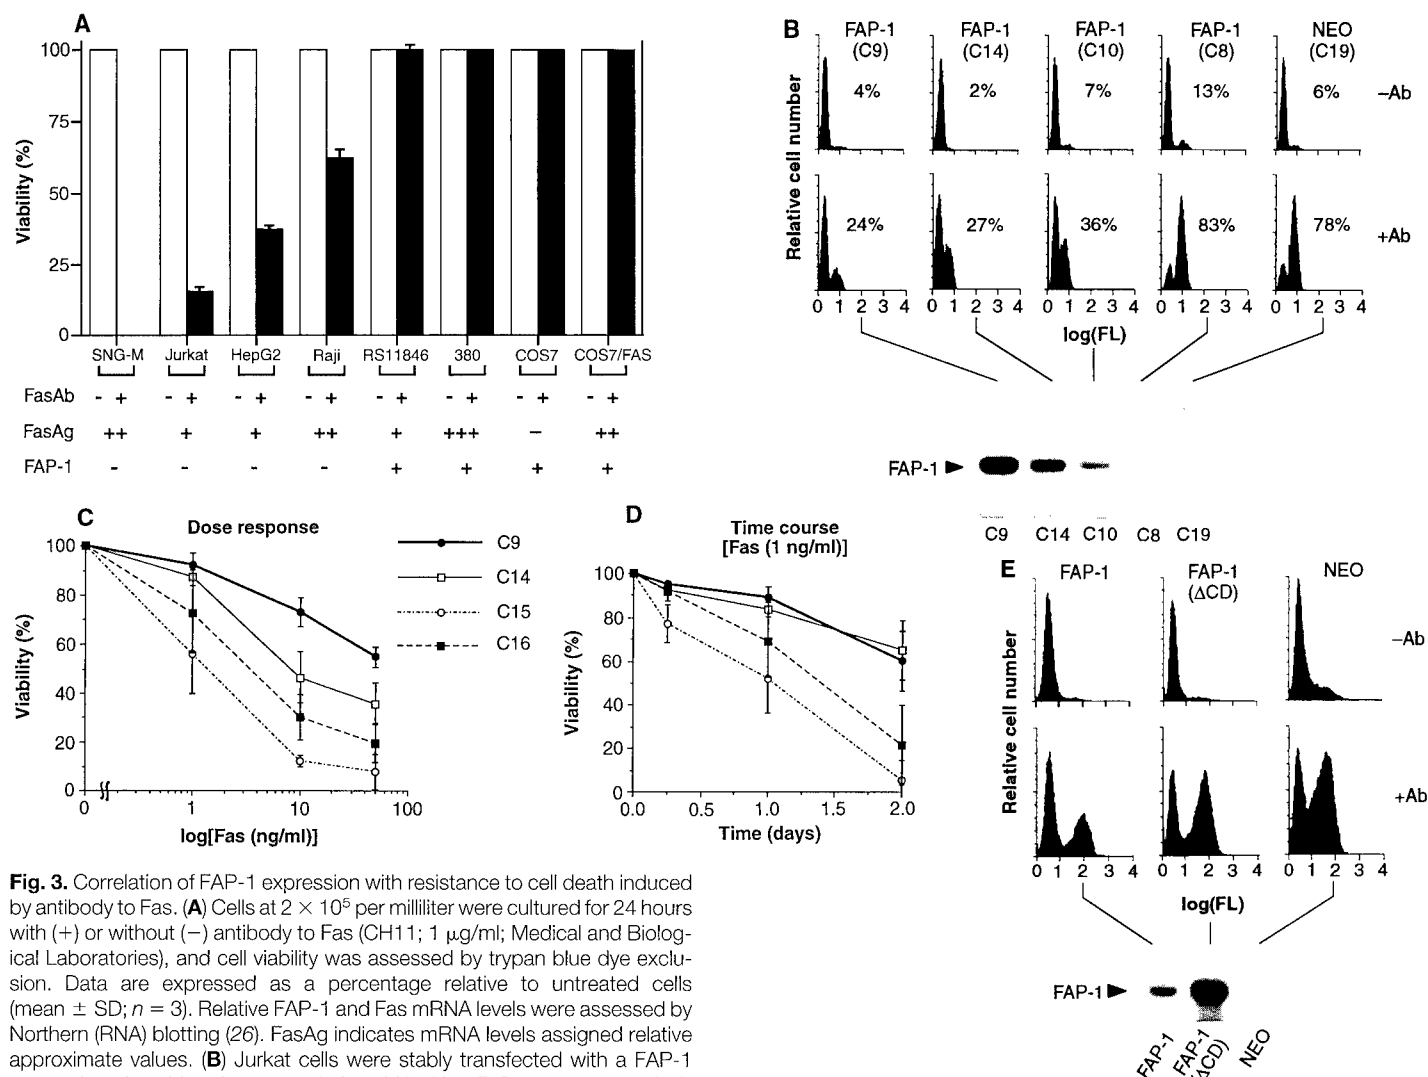 A
Viability (%)
100
75
50
25
0
SNG-M Jurkat HepG2 Raji RS11846 380 COS7 COS7/FAS
FasAb - + - + - + - + - + - + - + - +
FasAg ++ + + ++ + +++ – ++
FAP-1 - - - - + + + +
B
FAP-1 (C9)
FAP-1 (C14)
FAP-1 (C10)
FAP-1 (C8)
NEO (C19)
Relative cell number
4% 2% 7% 13% 6% –Ab
24% 27% 36% 83% 78% +Ab
0 1 2 3 4 0 1 2 3 4 0 1 2 3 4 0 1 2 3 4 0 1 2 3 4
log(FL)
FAP-1
C9 C14 C10 C8 C19
C
Dose response
Viability (%)
100
80
60
40
20
0
0 1 10 100
log[Fas (ng/ml)]
C9
C14
C15
C16
D
Time course
[Fas (1 ng/ml)]
Viability (%)
100
80
60
40
20
0
0.0 0.5 1.0 1.5 2.0
Time (days)
E
FAP-1
FAP-1 (ΔCD)
NEO
Relative cell number
–Ab
+Ab
0 1 2 3 4 0 1 2 3 4 0 1 2 3 4
log(FL)
FAP-1
FAP-1
FAP-1 (ΔCD)
NEO
Fig. 3. Correlation of FAP-1 expression with resistance to cell death induced
by antibody to Fas. (A) Cells at 2 × 10⁵ per milliliter were cultured for 24 hours
with (+) or without (–) antibody to Fas (CH11; 1 μg/ml; Medical and Biolog-
ical Laboratories), and cell viability was assessed by trypan blue dye exclu-
sion. Data are expressed as a percentage relative to untreated cells
(mean ± SD; n = 3). Relative FAP-1 and Fas mRNA levels were assessed by
Northern (RNA) blotting (26). FasAg indicates mRNA levels assigned relative
approximate values. (B) Jurkat cells were stably transfected with a FAP-1